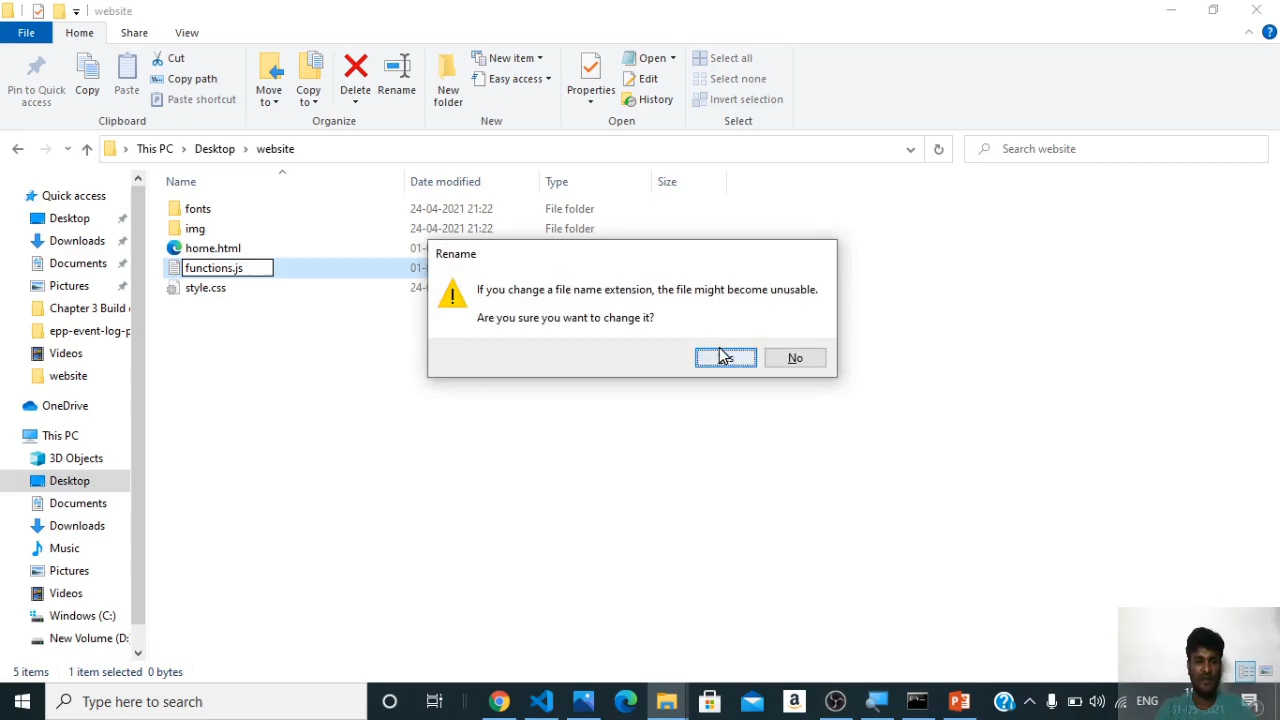 website
File
Home
Share
View
Pin to Quick access
Copy
Paste
Cut
Copy path
Paste shortcut
Clipboard
Move to
Copy to
Delete
Rename
Organize
New folder
New item
Easy access
New
Properties
Open
Edit
History
Open
Select all
Select none
Invert selection
Select
This PC
Desktop
website
Search website
Name
Date modified
Type
Size
fonts
24-04-2021 21:22
File folder
img
24-04-2021 21:22
File folder
home.html
01-
functions.js
01-
style.css
24-
Quick access
Desktop
Downloads
Documents
Pictures
Chapter 3 Build
epp-event-log-p
Videos
website
OneDrive
This PC
3D Objects
Desktop
Documents
Downloads
Music
Pictures
Videos
Windows (C:)
New Volume (D:
Rename
If you change a file name extension, the file might become unusable.
Are you sure you want to change it?
No
5 items
1 item selected 0 bytes
Type here to search
ENG